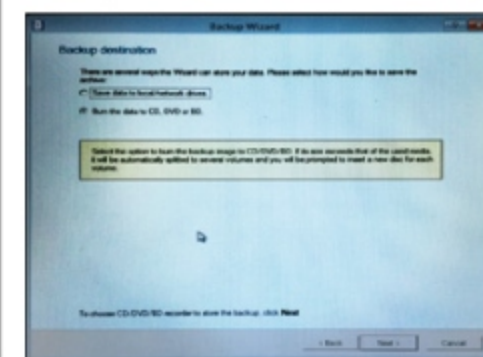 Backup Wizard
Backup destination
There are several ways the Wizard can store your data. Please select how would you like to save the
archive:
Save data to local/network drives.
Burn the data to CD, DVD or BD.
Select the option to burn the backup image to CD/DVD/BD. If its size exceeds that of the used media,
it will be automatically splitted to several volumes and you will be prompted to insert a new disc for each
volume.
To choose CD/DVD/BD recorder to store the backup, click Next
< Back
Next >
Cancel